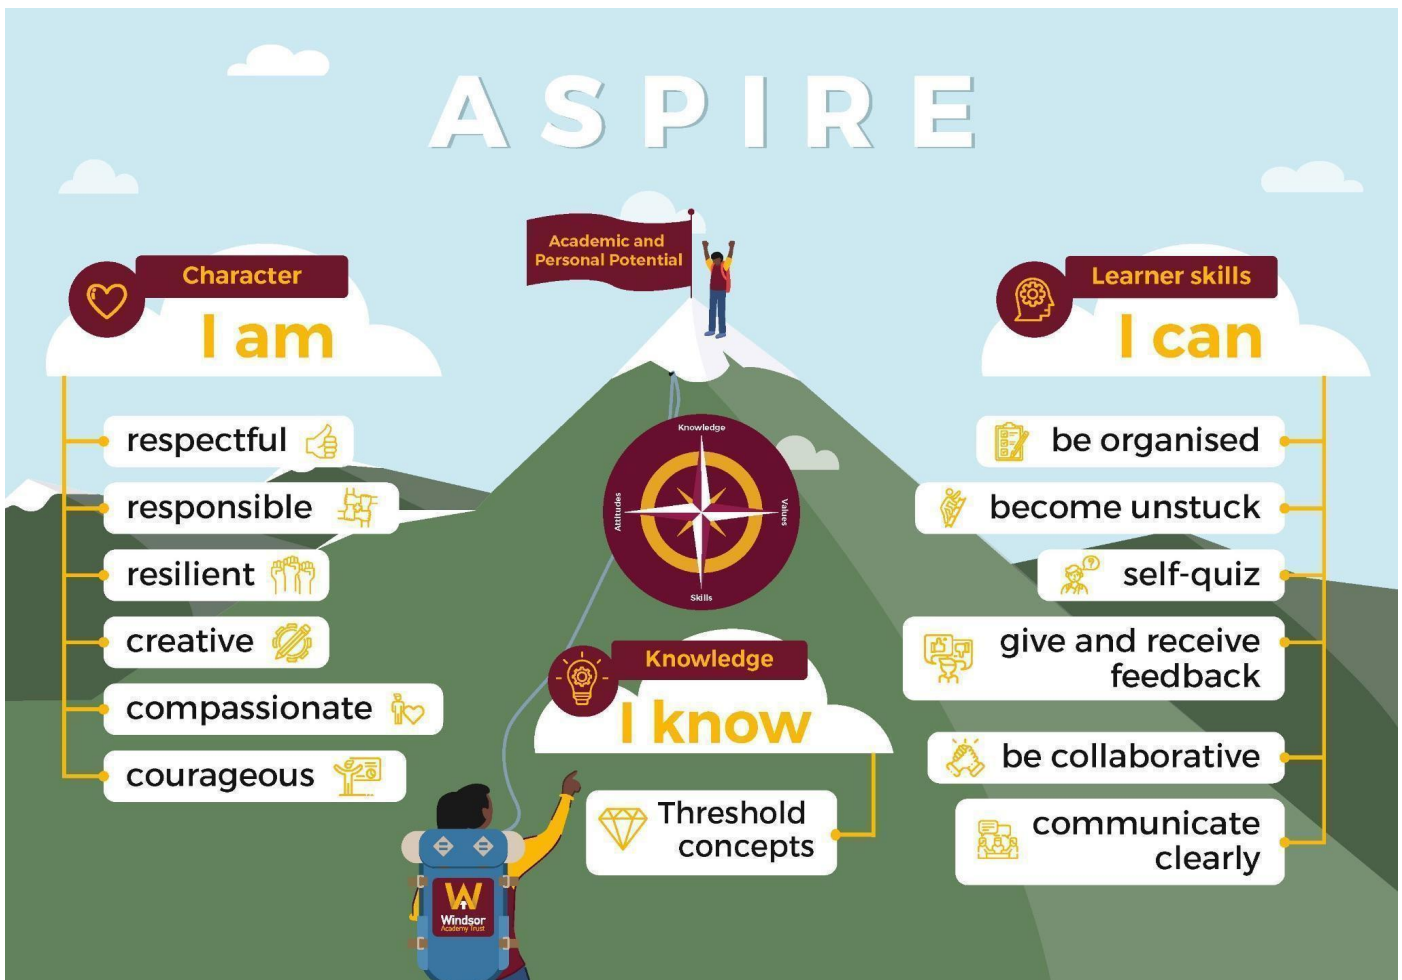 ASPIRE
Academic and
Personal Potential
Character
I am
respectful
responsible
resilient
creative
compassionate
courageous
Knowledge
Attitudes
Values
Skills
Knowledge
I know
Threshold
concepts
Learner skills
I can
be organised
become unstuck
self-quiz
give and receive
feedback
be collaborative
communicate
clearly
W
Windsor
Academy Trust